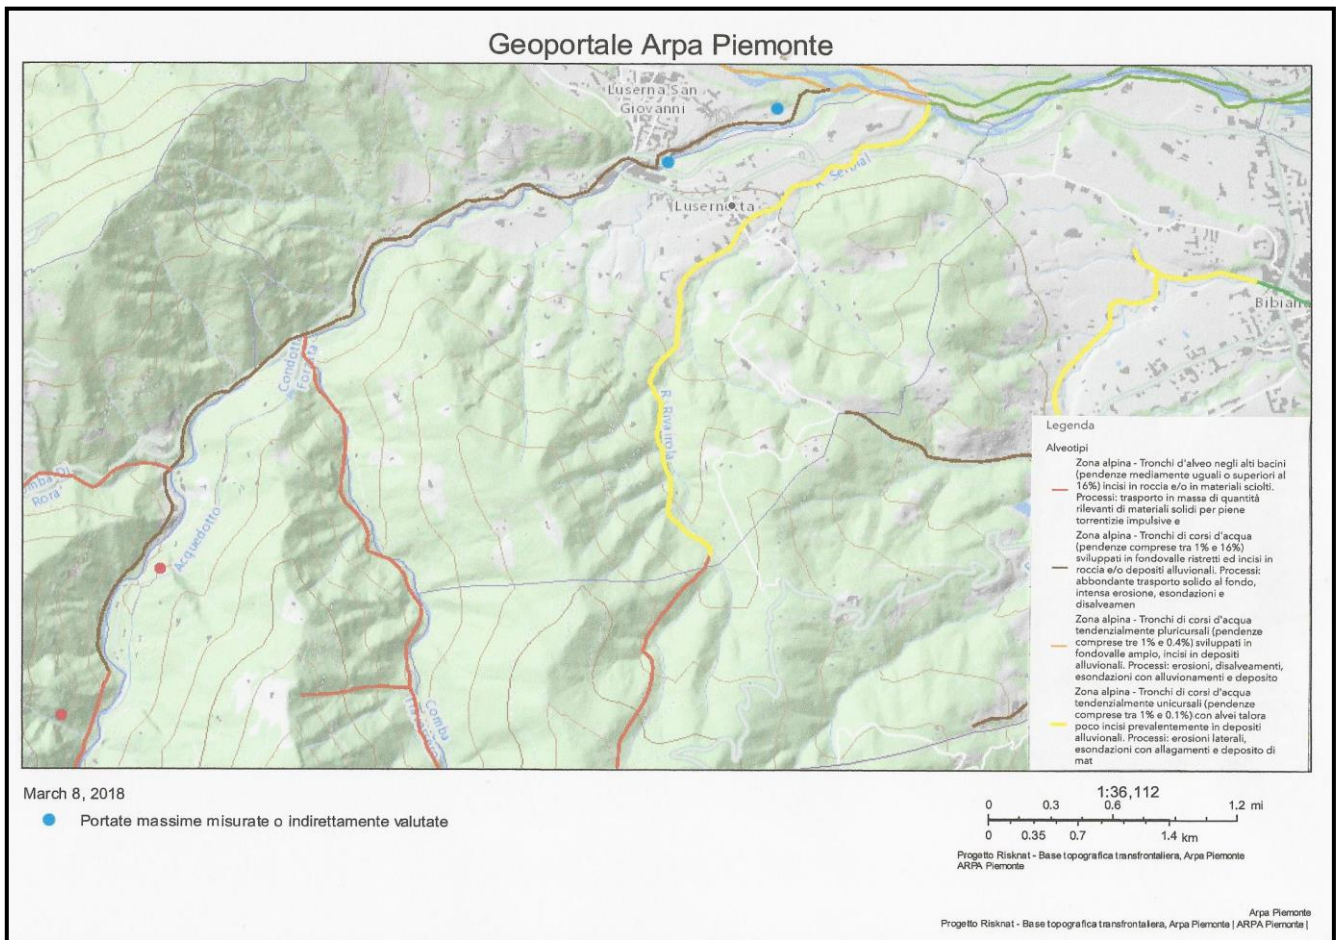 Geoportale Arpa Piemonte
Luserna San
Giovanni
R. Serbial
Bibiana
Condott
Forata
R. Rivairola
Comba Di
Rora'
Acquedotto
Comba
Legenda
Alveotipi
Zona alpina - Tronchi d'alveo negli alti bacini
(pendenze mediamente uguali o superiori al
16%) incisi in roccia e/o in materiali sciolti.
Processi: trasporto in massa di quantità
rilevanti di materiali solidi per piene
torrentizie impulsive e
Zona alpina - Tronchi di corsi d'acqua
(pendenze comprese tra 1% e 16%)
sviluppati in fondovalle ristretti ed incisi in
roccia e/o depositi alluvionali. Processi:
abbondante trasporto solido al fondo,
intensa erosione, esondazioni e
disalveamen
Zona alpina - Tronchi di corsi d'acqua
tendenzialmente pluricursali (pendenze
comprese tre 1% e 0.4%) sviluppati in
fondovalle ampio, incisi in depositi
alluvionali. Processi: erosioni, disalveamenti,
esondazioni con alluvionamenti e deposito
Zona alpina - Tronchi di corsi d'acqua
tendenzialmente unicursali (pendenze
comprese tra 1% e 0.1%) con alvei talora
poco incisi prevalentemente in depositi
alluvionali. Processi: erosioni laterali,
esondazioni con allagamenti e deposito di
mat
March 8, 2018
Portate massime misurate o indirettamente valutate
1:36,112
0 0.3 0.6 1.2 mi
0 0.35 0.7 1.4 km
Progetto Risknat - Base topografica transfrontaliera, Arpa Piemonte
ARPA Piemonte
Arpa Piemonte
Progetto Risknat - Base topografica transfrontaliera, Arpa Piemonte | ARPA Piemonte |